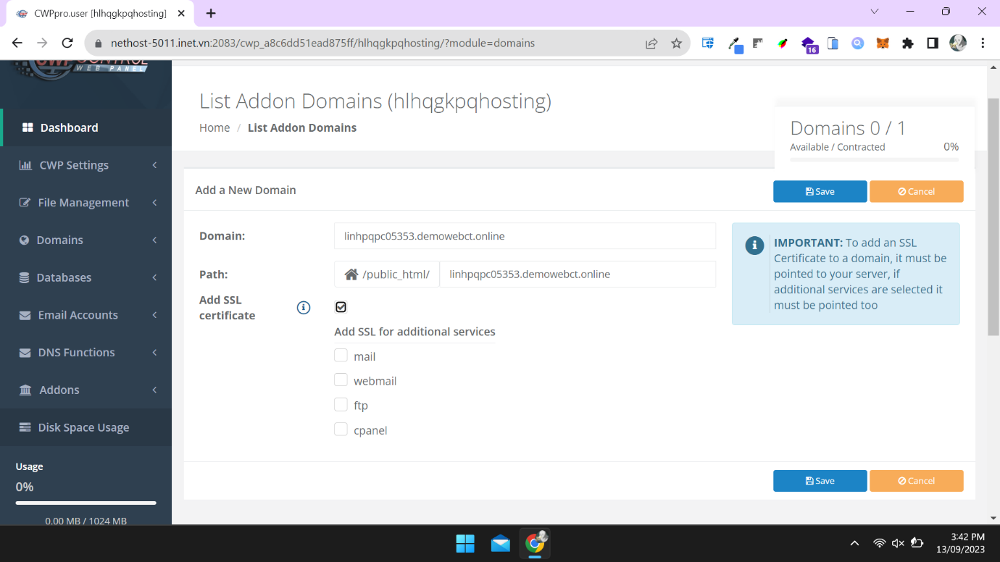 CWPpro.user [hlhqgkpqhosting]
nethost-5011.inet.vn:2083/cwp_a8c6dd51ead875ff/hlhqgkpqhosting/?module=domains
16
CWP CONTROL
WEB PANEL
Dashboard
CWP Settings
File Management
Domains
Databases
Email Accounts
DNS Functions
Addons
Disk Space Usage
Usage
0%
0.00 MB / 1024 MB
List Addon Domains (hlhqgkpqhosting)
Home / List Addon Domains
Domains 0 / 1
Available / Contracted 0%
Add a New Domain
Save Cancel
Domain: linhpqpc05353.demowebct.online
Path: /public_html/ linhpqpc05353.demowebct.online
Add SSL
certificate
Add SSL for additional services
mail
webmail
ftp
cpanel
IMPORTANT: To add an SSL
Certificate to a domain, it must be
pointed to your server, if
additional services are selected it
must be pointed too
Save Cancel
3:42 PM
13/09/2023